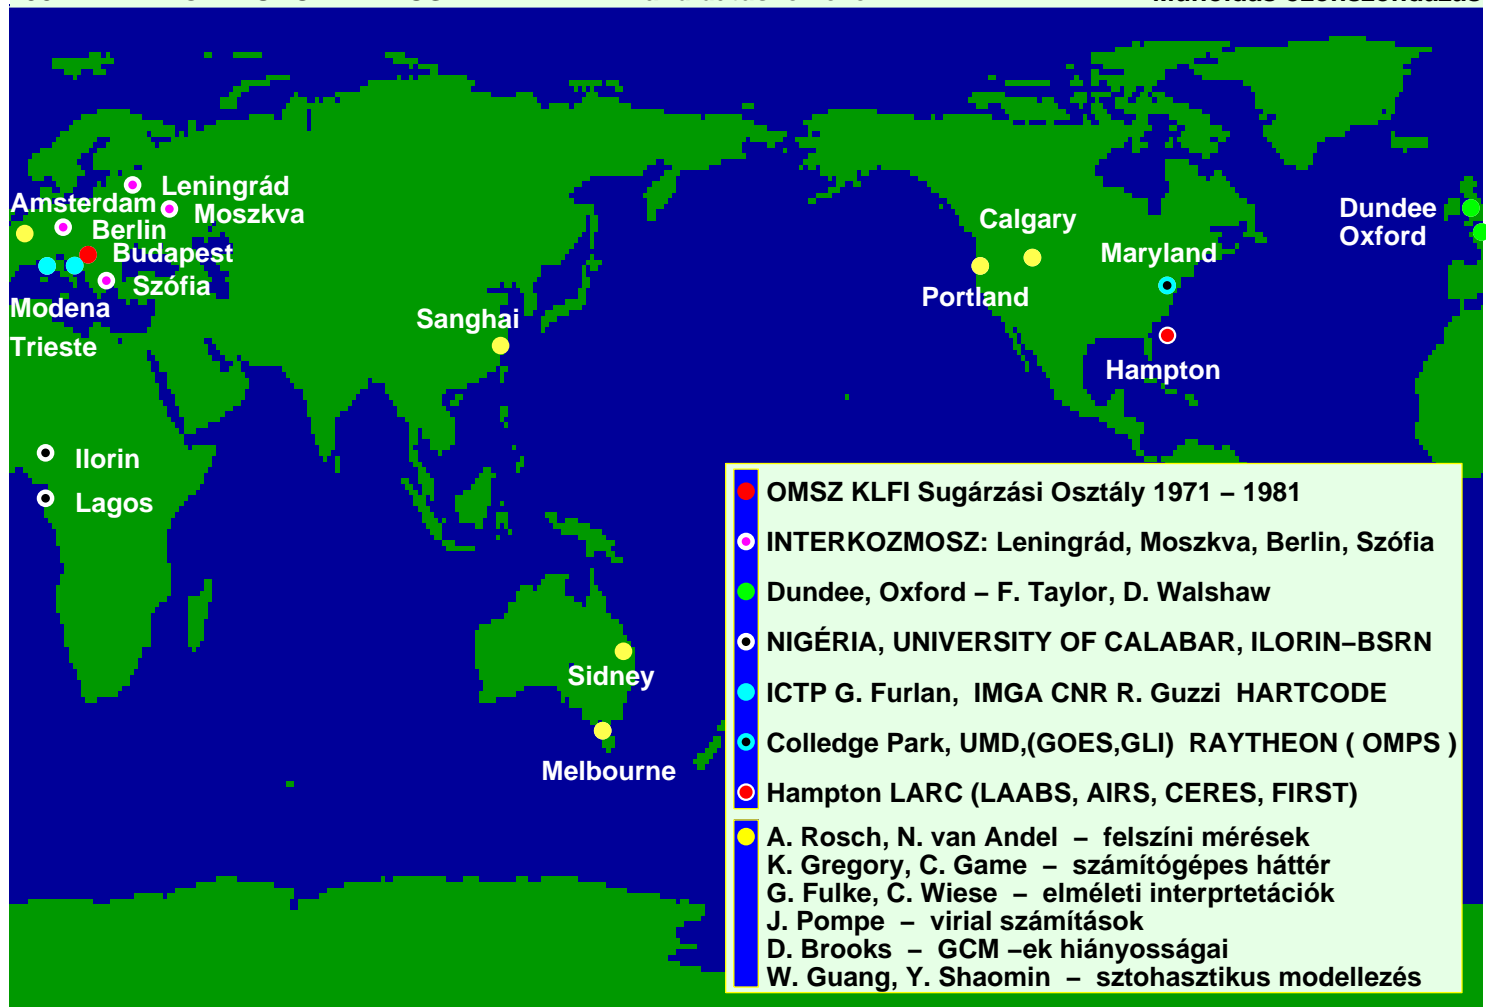 Leningrád
Amsterdam
Moszkva
Berlin
Budapest
Szófia
Modena
Trieste
Sanghai
Calgary
Maryland
Portland
Hampton
Dundee
Oxford
Ilorin
Lagos
Sidney
Melbourne
OMSZ KLFI Sugárzási Osztály 1971 – 1981
INTERKOZMOSZ: Leningrád, Moszkva, Berlin, Szófia
Dundee, Oxford – F. Taylor, D. Walshaw
NIGÉRIA, UNIVERSITY OF CALABAR, ILORIN–BSRN
ICTP G. Furlan, IMGA CNR R. Guzzi HARTCODE
Colledge Park, UMD,(GOES,GLI) RAYTHEON ( OMPS )
Hampton LARC (LAABS, AIRS, CERES, FIRST)
A. Rosch, N. van Andel – felszíni mérések
K. Gregory, C. Game – számítógépes háttér
G. Fulke, C. Wiese – elméleti interprtetációk
J. Pompe – virial számítások
D. Brooks – GCM –ek hiányosságai
W. Guang, Y. Shaomin – sztohasztikus modellezés